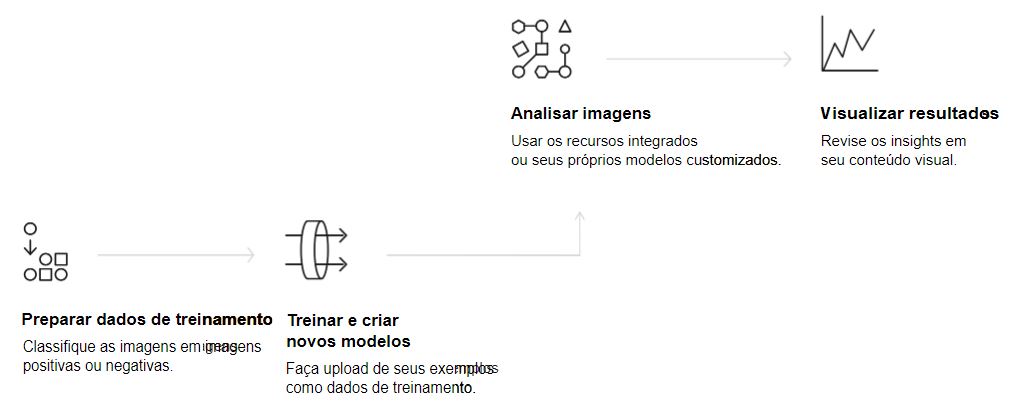 Analisar imagens
Usar os recursos integrados
ou seus próprios modelos customizados.
Visualizar resultados
Revise os insights em
seu conteúdo visual.
Preparar dados de treinamento
Classifique as imagens em imagens
positivas ou negativas.
Treinar e criar
novos modelos
Faça upload de seus exemplos
como dados de treinamento.